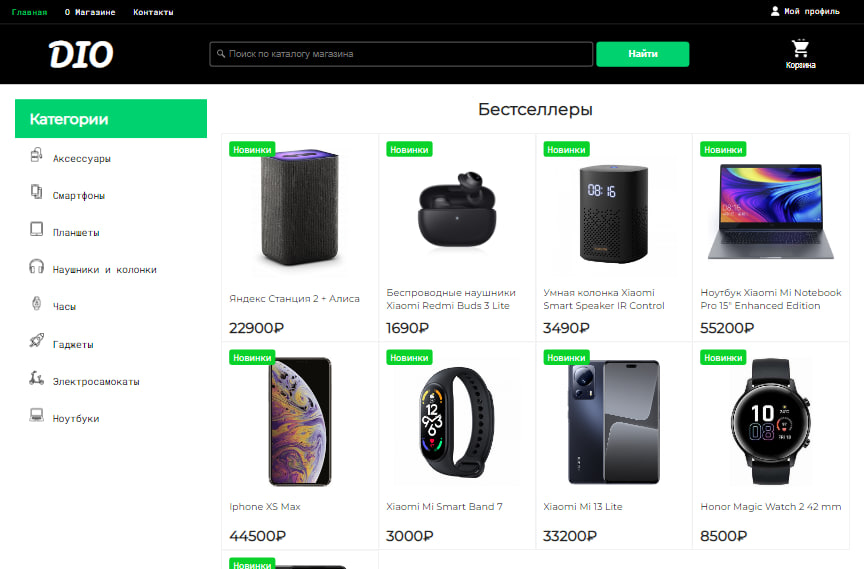 Главная О Магазине Контакты Мой профиль
DIO
Поиск по каталогу магазина
Найти
Корзина
Категории
Аксессуары
Смартфоны
Планшеты
Наушники и колонки
Часы
Гаджеты
Электросамокаты
Ноутбуки
Бестселлеры
Новинки
Яндекс Станция 2 + Алиса
22900₽
Новинки
Беспроводные наушники
Xiaomi Redmi Buds 3 Lite
1690₽
Новинки
08:16
Умная колонка Xiaomi
Smart Speaker IR Control
3490₽
Новинки
08:16
Ноутбук Xiaomi Mi Notebook
Pro 15" Enhanced Edition
55200₽
Новинки
Iphone XS Max
44500₽
Новинки
Xiaomi Mi Smart Band 7
3000₽
Новинки
Xiaomi Mi 13 Lite
33200₽
Новинки
10
08
Honor Magic Watch 2 42 mm
8500₽
Новинки